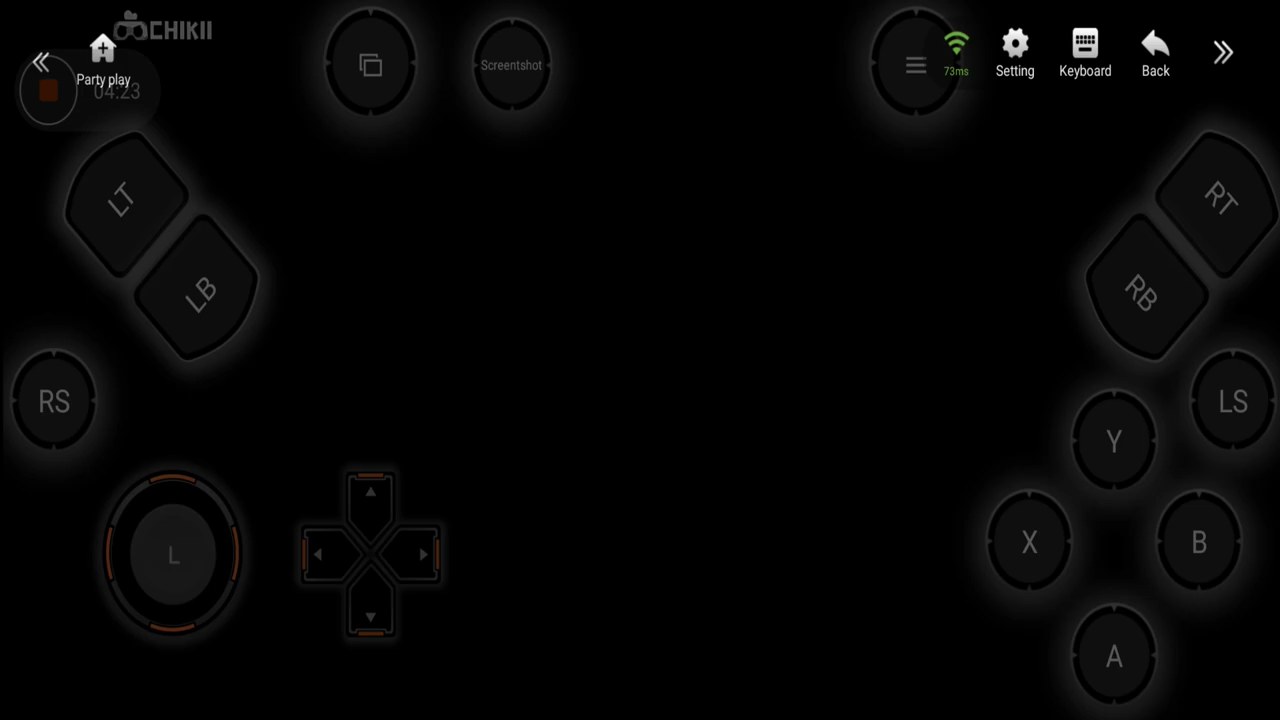 CHIKII
Party play
04:23
Screentshot
73ms
Setting
Keyboard
Back
LT
RT
LB
RB
RS
LS
Y
X
B
L
A